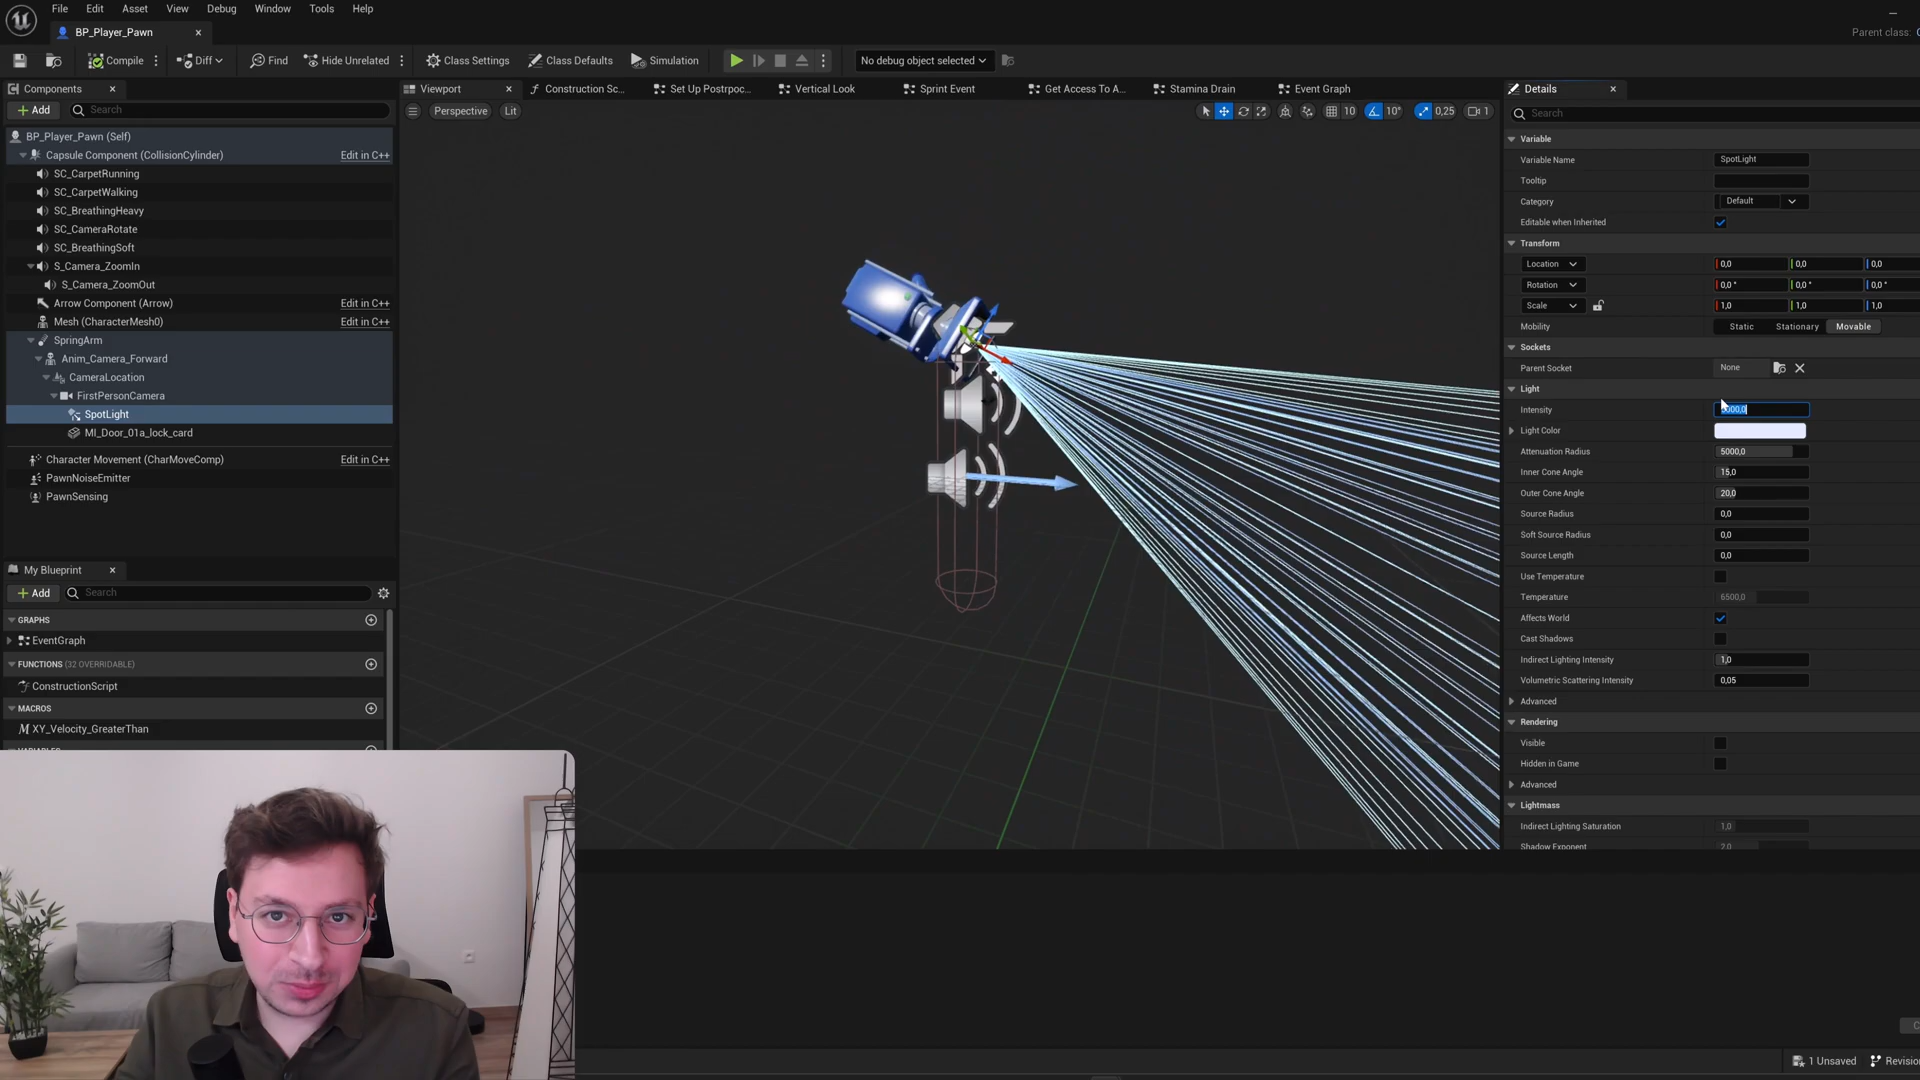 File Edit Asset View Debug Window Tools Help
BP_Player_Pawn
Parent class:
Compile Diff Find Hide Unrelated Class Settings Class Defaults Simulation No debug object selected
Components
Add Search
BP_Player_Pawn (Self)
Capsule Component (CollisionCylinder) Edit in C++
SC_CarpetRunning
SC_CarpetWalking
SC_BreathingHeavy
SC_CameraRotate
SC_BreathingSoft
S_Camera_ZoomIn
S_Camera_ZoomOut
Arrow Component (Arrow) Edit in C++
Mesh (CharacterMesh0) Edit in C++
SpringArm
Anim_Camera_Forward
CameraLocation
FirstPersonCamera
SpotLight
MI_Door_01a_lock_card
Character Movement (CharMoveComp) Edit in C++
PawnNoiseEmitter
PawnSensing
My Blueprint
Add Search
GRAPHS
EventGraph
FUNCTIONS (32 OVERRIDABLE)
ConstructionScript
MACROS
XY_Velocity_GreaterThan
Viewport Construction Sc... Set Up Postrpoc... Vertical Look Sprint Event Get Access To A... Stamina Drain Event Graph
Perspective Lit 10 10° 0,25 1
Details
Search
Variable
Variable Name SpotLight
Tooltip
Category Default
Editable when Inherited
Transform
Location 0,0 0,0 0,0
Rotation 0,0 ° 0,0 ° 0,0 °
Scale 1,0 1,0 1,0
Mobility Static Stationary Movable
Sockets
Parent Socket None
Light
Intensity
Light Color
Attenuation Radius 5000,0
Inner Cone Angle 15,0
Outer Cone Angle 20,0
Source Radius 0,0
Soft Source Radius 0,0
Source Length 0,0
Use Temperature
Temperature 6500,0
Affects World
Cast Shadows
Indirect Lighting Intensity 1,0
Volumetric Scattering Intensity 0,05
Advanced
Rendering
Visible
Hidden in Game
Advanced
Lightmass
Indirect Lighting Saturation 1,0
Shadow Exponent 2,0
1 Unsaved Revisio